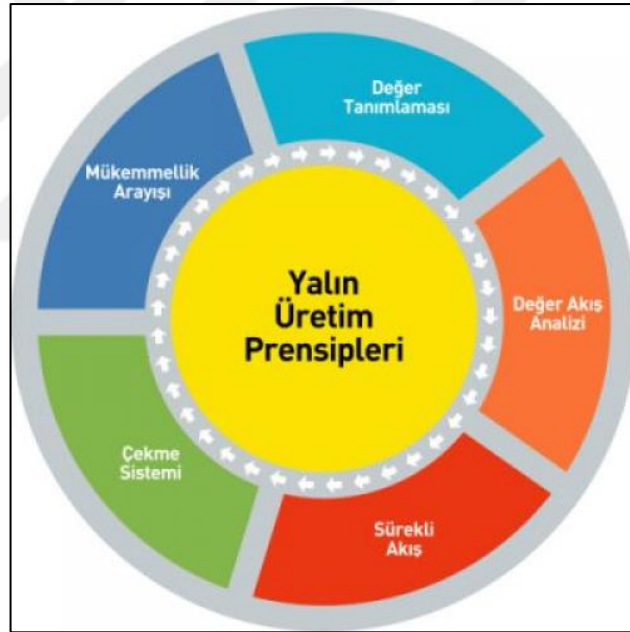 Değer
Tanımlaması
Değer Akış
Analizi
Sürekli
Akış
Çekme
Sistemi
Mükemmellik
Arayışı
Yalın
Üretim
Prensipleri